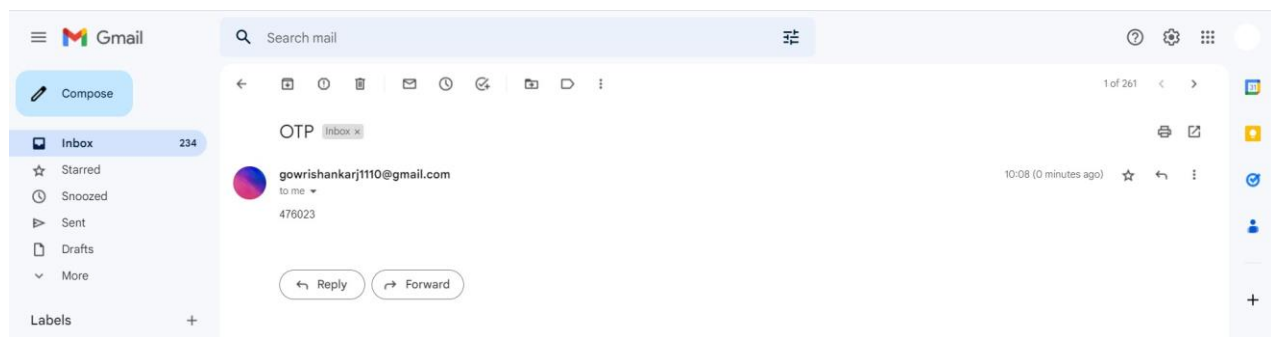 Gmail
Search mail
Compose
1 of 261
31
OTP Inbox x
Inbox 234
Starred
gowrishankarj1110@gmail.com 10:08 (0 minutes ago)
to me
Snoozed
476023
Sent
Drafts
More
Reply Forward
Labels +